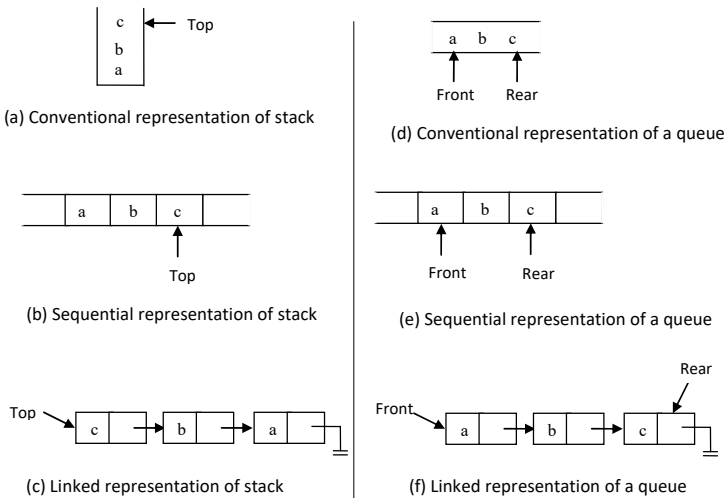 c
Top
b
a
(a) Conventional representation of stack
a b c
Top
(b) Sequential representation of stack
Top
c b a
(c) Linked representation of stack
a b c
Front Rear
(d) Conventional representation of a queue
a b c
Front Rear
(e) Sequential representation of a queue
Rear
Front
a b c
(f) Linked representation of a queue